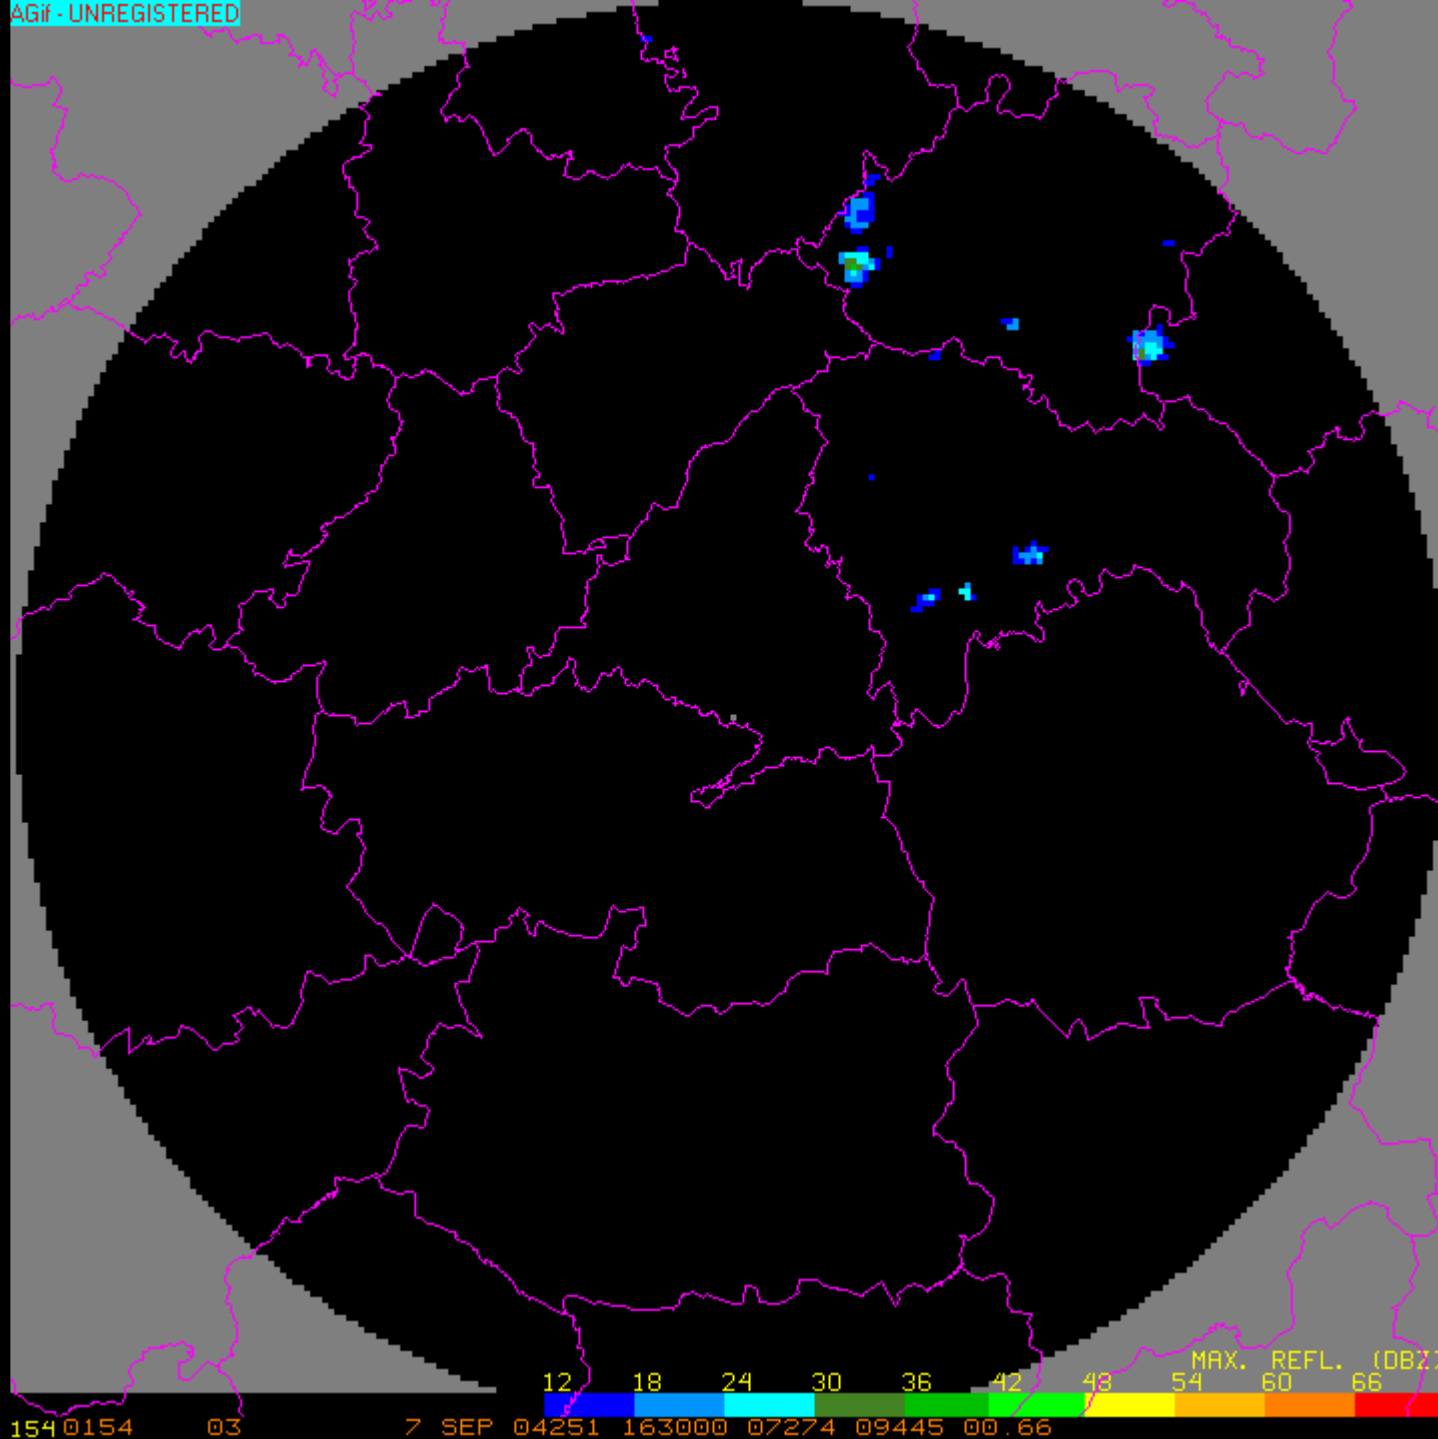 AGif - UNREGISTERED
MAX. REFL. (DBZ)
12 18 24 30 36 42 48 54 60 66
154 0154 03 7 SEP 04251 163000 07274 09445 00.66